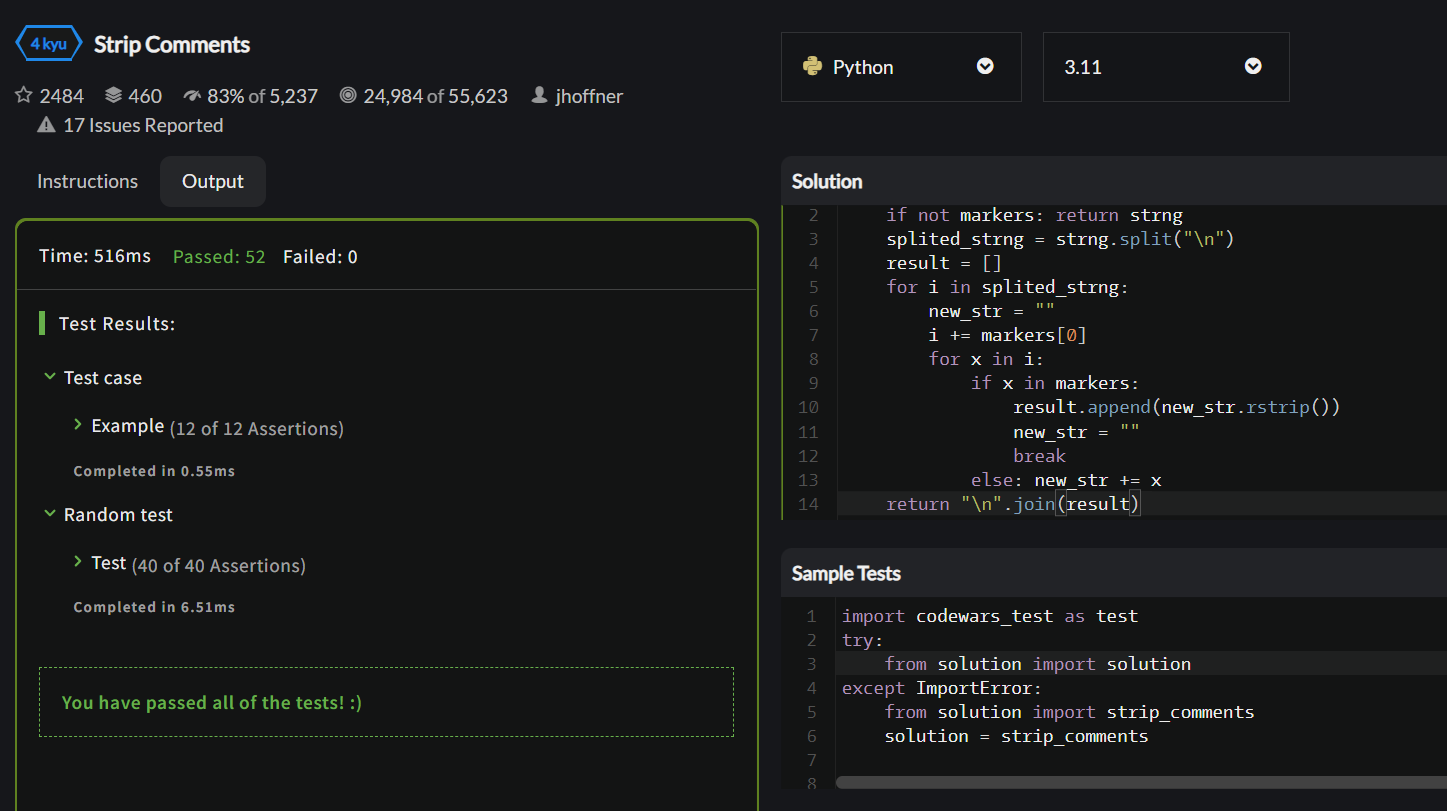 4 kyu Strip Comments
2484 460 83% of 5,237 24,984 of 55,623 jhoffner
17 Issues Reported
Instructions Output
Time: 516ms Passed: 52 Failed: 0
Test Results:
Test case
Example (12 of 12 Assertions)
Completed in 0.55ms
Random test
Test (40 of 40 Assertions)
Completed in 6.51ms
You have passed all of the tests! :)
Python 3.11
Solution
2 if not markers: return strng
3 splited_strng = strng.split("\n")
4 result = []
5 for i in splited_strng:
6 new_str = ""
7 i += markers[0]
8 for x in i:
9 if x in markers:
10 result.append(new_str.rstrip())
11 new_str = ""
12 break
13 else: new_str += x
14 return "\n".join(result)
Sample Tests
1 import codewars_test as test
2 try:
3 from solution import solution
4 except ImportError:
5 from solution import strip_comments
6 solution = strip_comments
7
8